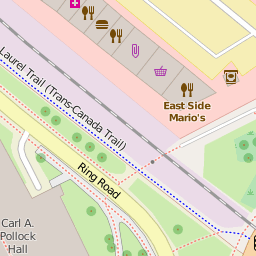 Laurel Trail (Trans-Canada Trail)
East Side
Mario's
Ring Road
Carl A.
Pollock
Hall